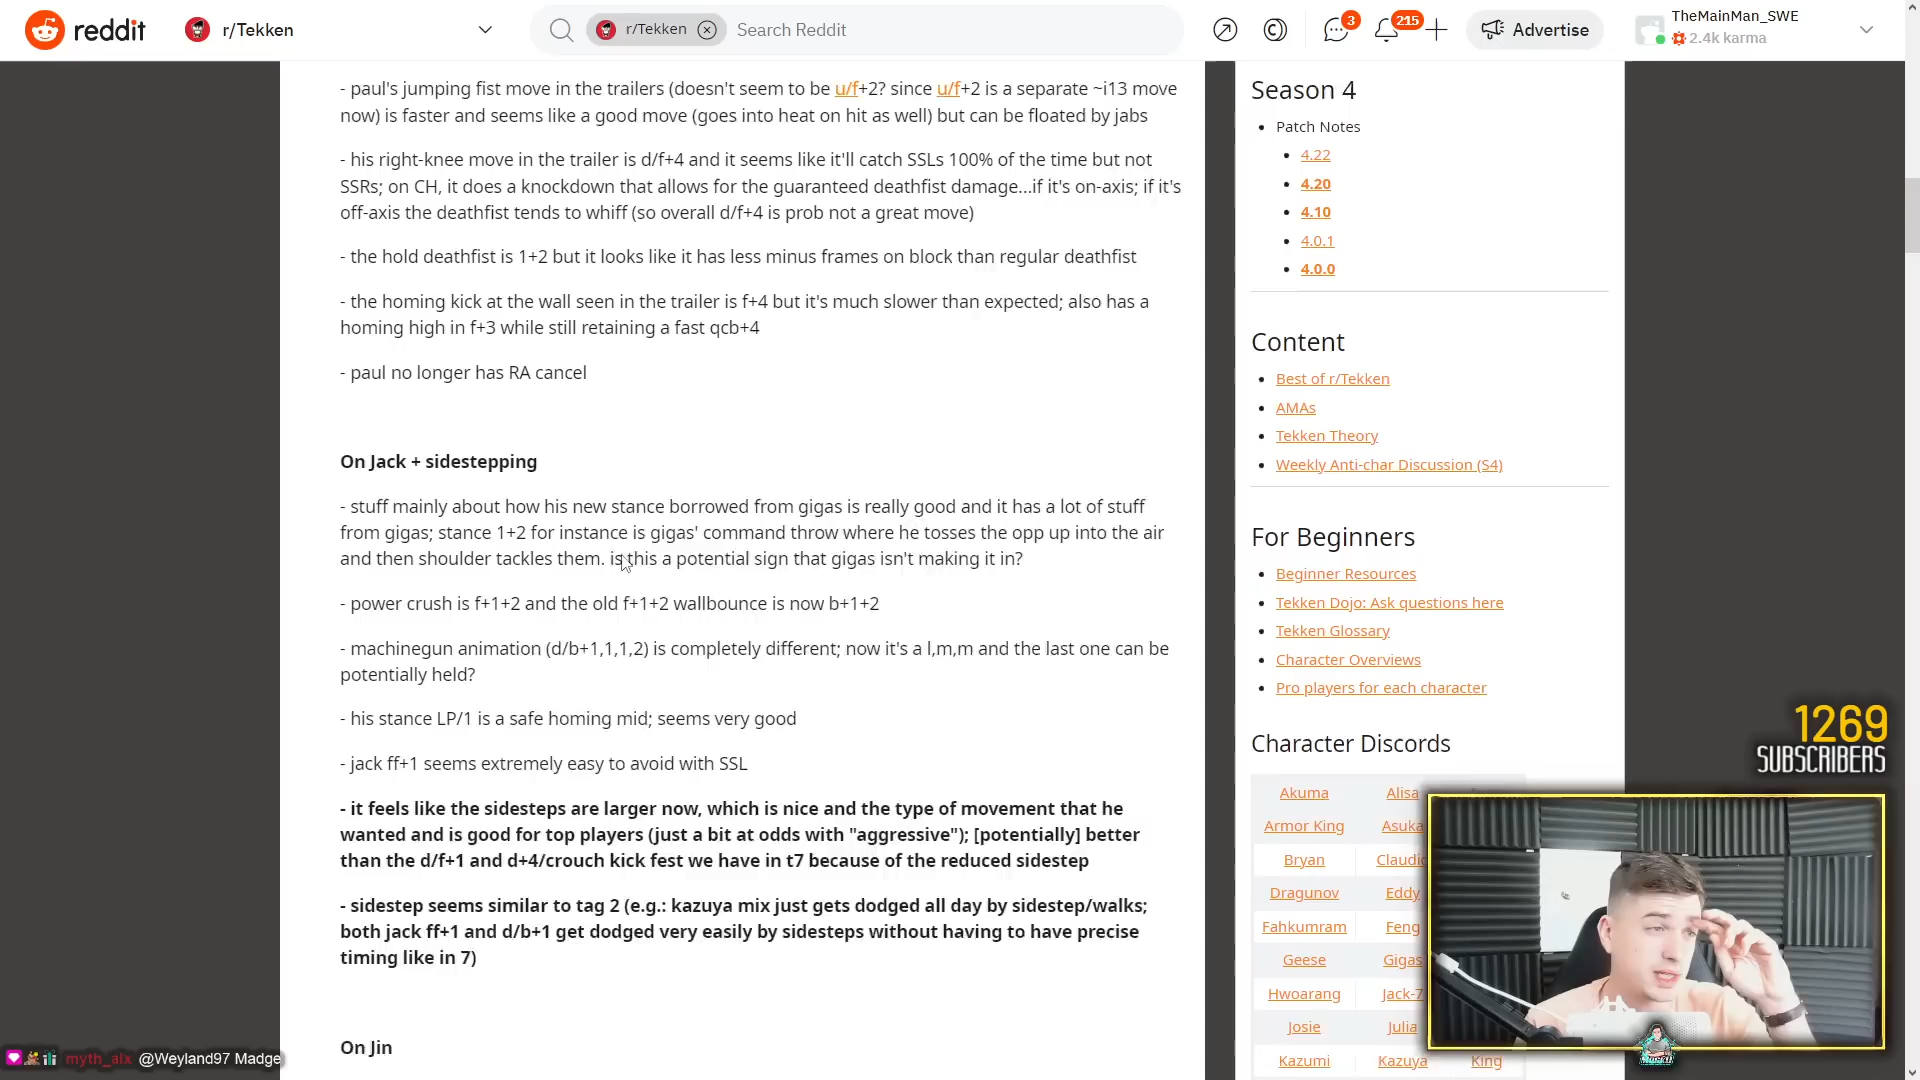 reddit
r/Tekken
r/Tekken
Search Reddit
3
215
Advertise
TheMainMan_SWE
2.4k karma
- paul's jumping fist move in the trailers (doesn't seem to be u/f+2? since u/f+2 is a separate ~i13 move
now) is faster and seems like a good move (goes into heat on hit as well) but can be floated by jabs
- his right-knee move in the trailer is d/f+4 and it seems like it'll catch SSLs 100% of the time but not
SSRs; on CH, it does a knockdown that allows for the guaranteed deathfist damage...if it's on-axis; if it's
off-axis the deathfist tends to whiff (so overall d/f+4 is prob not a great move)
- the hold deathfist is 1+2 but it looks like it has less minus frames on block than regular deathfist
- the homing kick at the wall seen in the trailer is f+4 but it's much slower than expected; also has a
homing high in f+3 while still retaining a fast qcb+4
- paul no longer has RA cancel
On Jack + sidestepping
- stuff mainly about how his new stance borrowed from gigas is really good and it has a lot of stuff
from gigas; stance 1+2 for instance is gigas' command throw where he tosses the opp up into the air
and then shoulder tackles them. is this a potential sign that gigas isn't making it in?
- power crush is f+1+2 and the old f+1+2 wallbounce is now b+1+2
- machinegun animation (d/b+1,1,1,2) is completely different; now it's a l,m,m and the last one can be
potentially held?
- his stance LP/1 is a safe homing mid; seems very good
- jack ff+1 seems extremely easy to avoid with SSL
- it feels like the sidesteps are larger now, which is nice and the type of movement that he
wanted and is good for top players (just a bit at odds with "aggressive"); [potentially] better
than the d/f+1 and d+4/crouch kick fest we have in t7 because of the reduced sidestep
- sidestep seems similar to tag 2 (e.g.: kazuya mix just gets dodged all day by sidestep/walks;
both jack ff+1 and d/b+1 get dodged very easily by sidesteps without having to have precise
timing like in 7)
On Jin
myth_alx @Weyland97 Madge
Season 4
Patch Notes
4.22
4.20
4.10
4.0.1
4.0.0
Content
Best of r/Tekken
AMAs
Tekken Theory
Weekly Anti-char Discussion (S4)
For Beginners
Beginner Resources
Tekken Dojo: Ask questions here
Tekken Glossary
Character Overviews
Pro players for each character
Character Discords
Akuma Alisa
Armor King Asuka
Bryan Claudio
Dragunov Eddy
Fahkumram Feng
Geese Gigas
Hwoarang Jack-7
Josie Julia
Kazumi Kazuya King
1269
SUBSCRIBERS